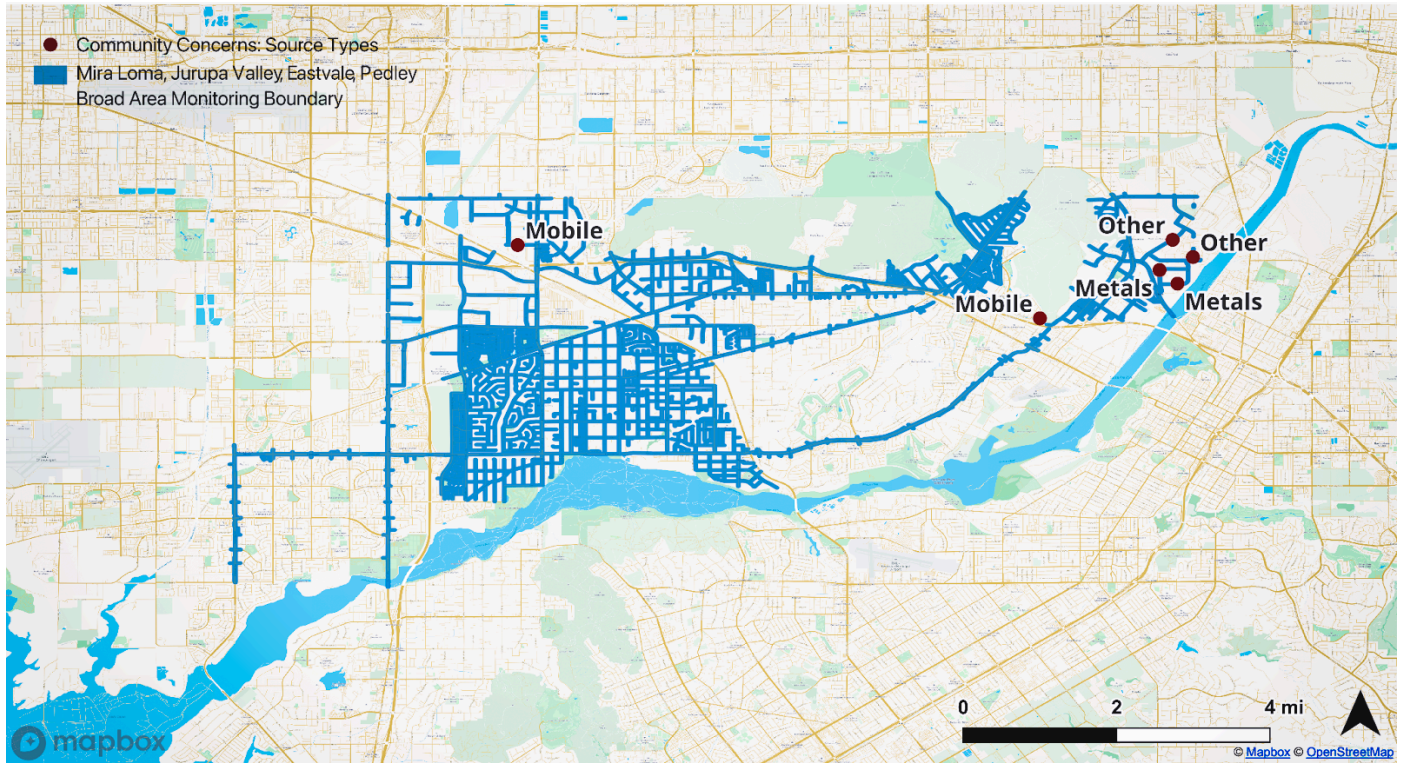 Community Concerns: Source Types
Mira Loma, Jurupa Valley, Eastvale, Pedley
Broad Area Monitoring Boundary
Mobile
Other
Other
Metals
Metals
Mobile
0 2 4 mi
mapbox
© Mapbox © OpenStreetMap